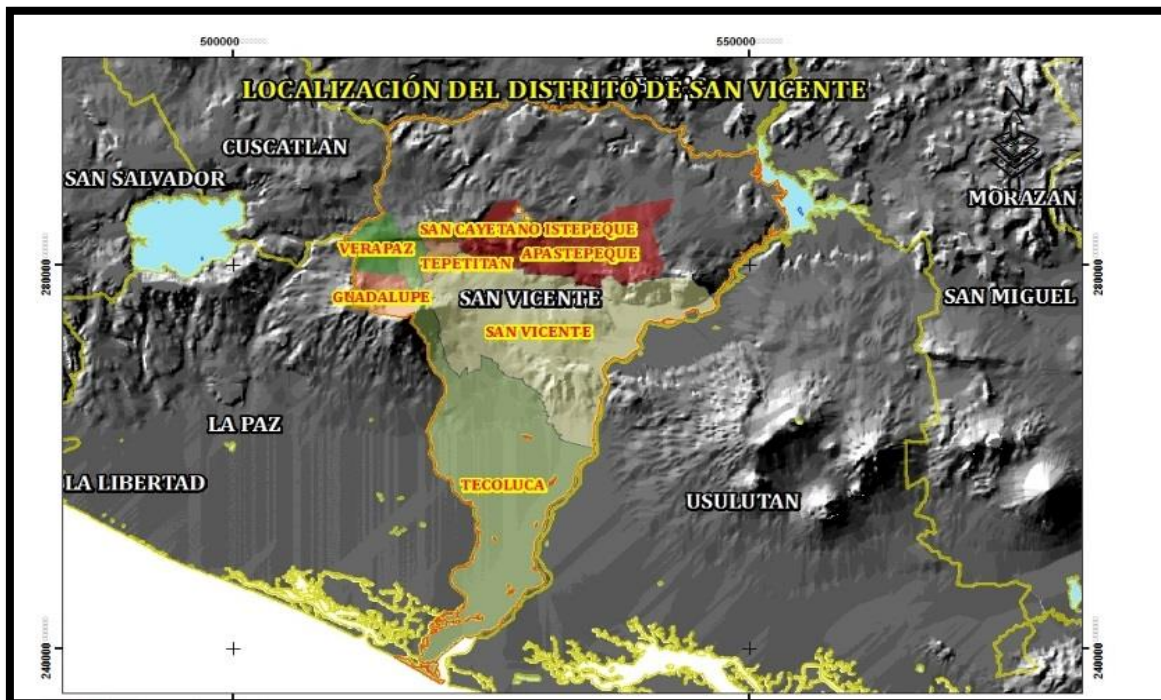 500000
550000
LOCALIZACIÓN DEL DISTRITO DE SAN VICENTE
N
CUSCATLAN
SAN SALVADOR
MORAZAN
SAN CAYETANO ISTEPEQUE
VERAPAZ
APASTEPEQUE
TEPETITAN
280000
280000
GUADALUPE
SAN VICENTE
SAN MIGUEL
SAN VICENTE
LA PAZ
LA LIBERTAD
TECOLUCA
USULUTAN
240000
240000